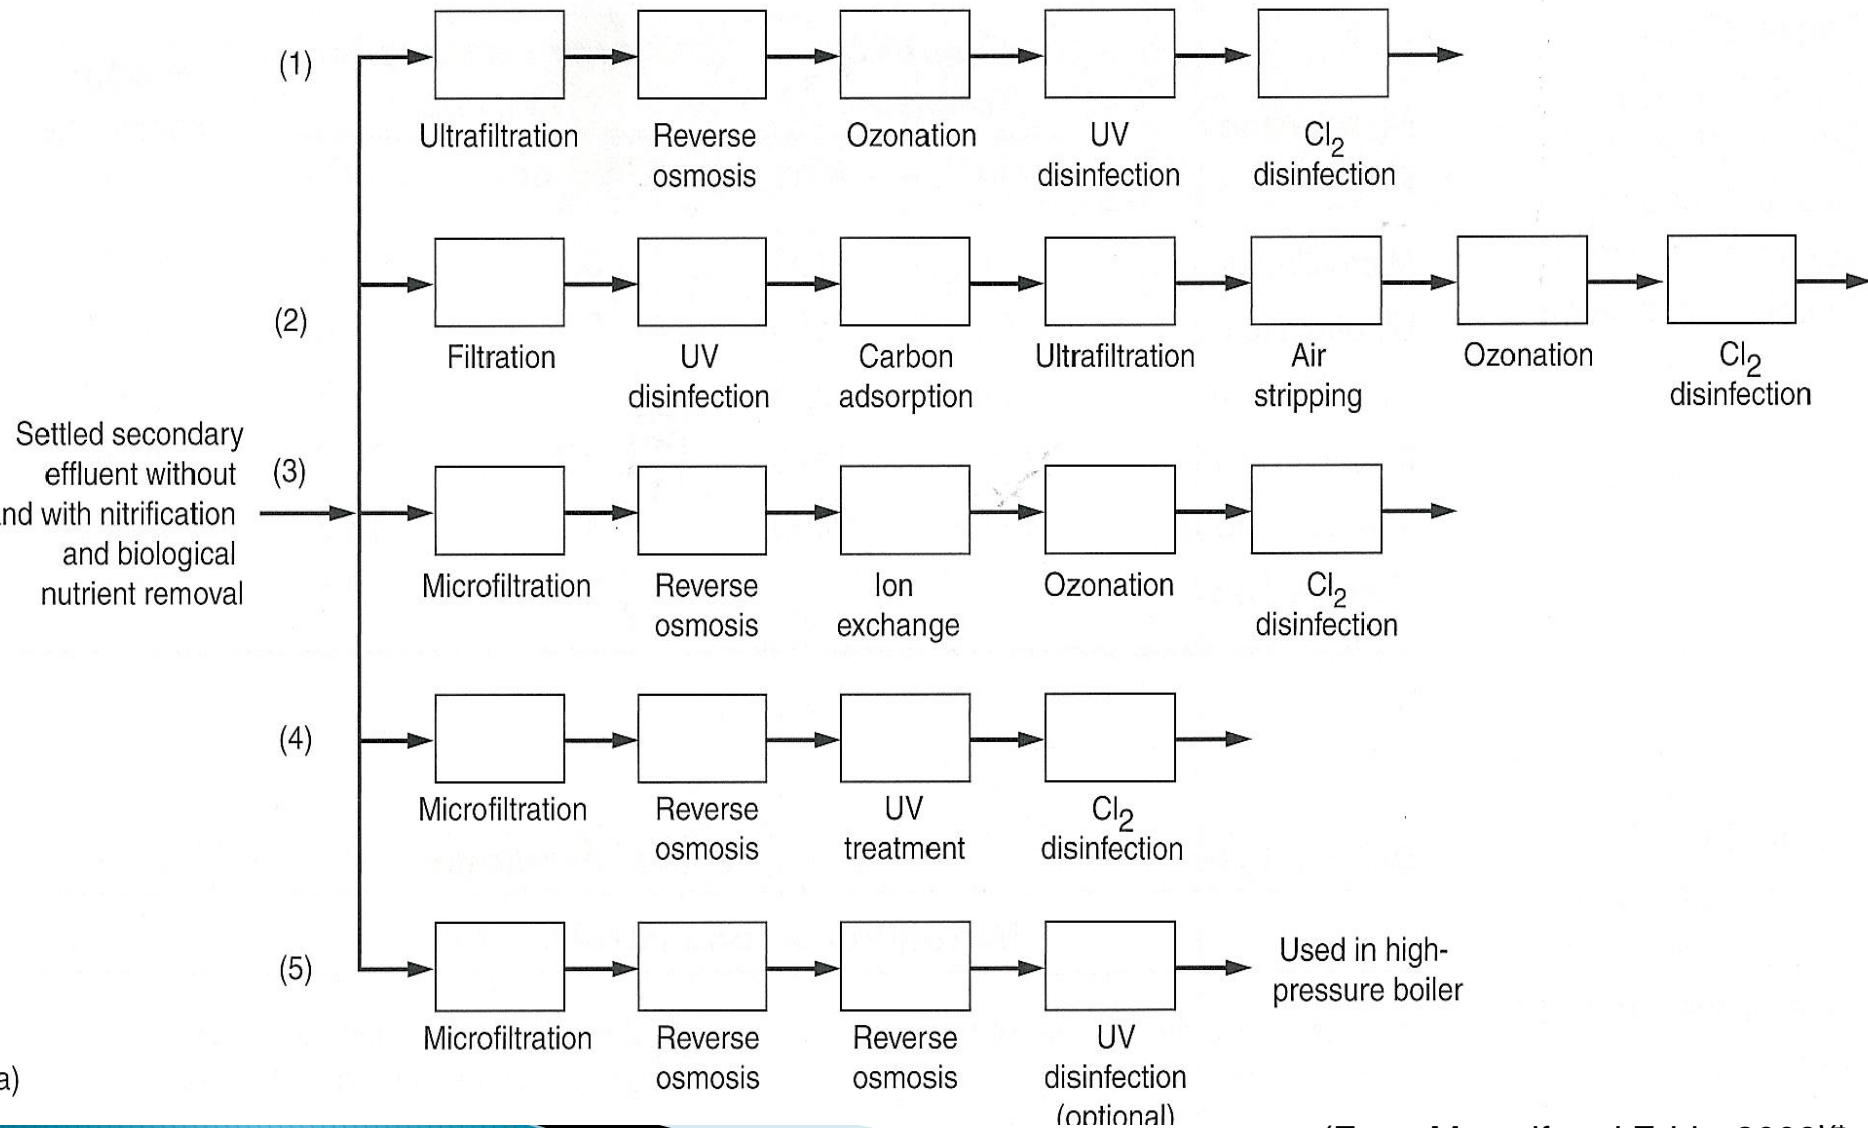 (1)
Ultrafiltration
Reverse
osmosis
Ozonation
UV
disinfection
Cl2
disinfection
(2)
Filtration
UV
disinfection
Carbon
adsorption
Ultrafiltration
Air
stripping
Ozonation
Cl2
disinfection
Settled secondary
effluent without
and with nitrification
and biological
nutrient removal
(3)
Microfiltration
Reverse
osmosis
Ion
exchange
Ozonation
Cl2
disinfection
(4)
Microfiltration
Reverse
osmosis
UV
treatment
Cl2
disinfection
(5)
Microfiltration
Reverse
osmosis
Reverse
osmosis
UV
disinfection
(optional)
Used in high-
pressure boiler
a)